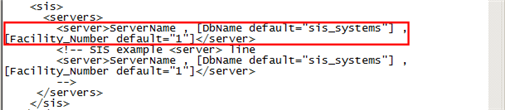 <sis>
<servers>
<server>ServerName , [DbName default="sis_systems"] ,
[Facility_Number default="1"]</server>
<!-- SIS example <server> line
<server>ServerName , [DbName default="sis_systems"] ,
[Facility_Number default="1"]</server>
-->
</servers>
</sis>